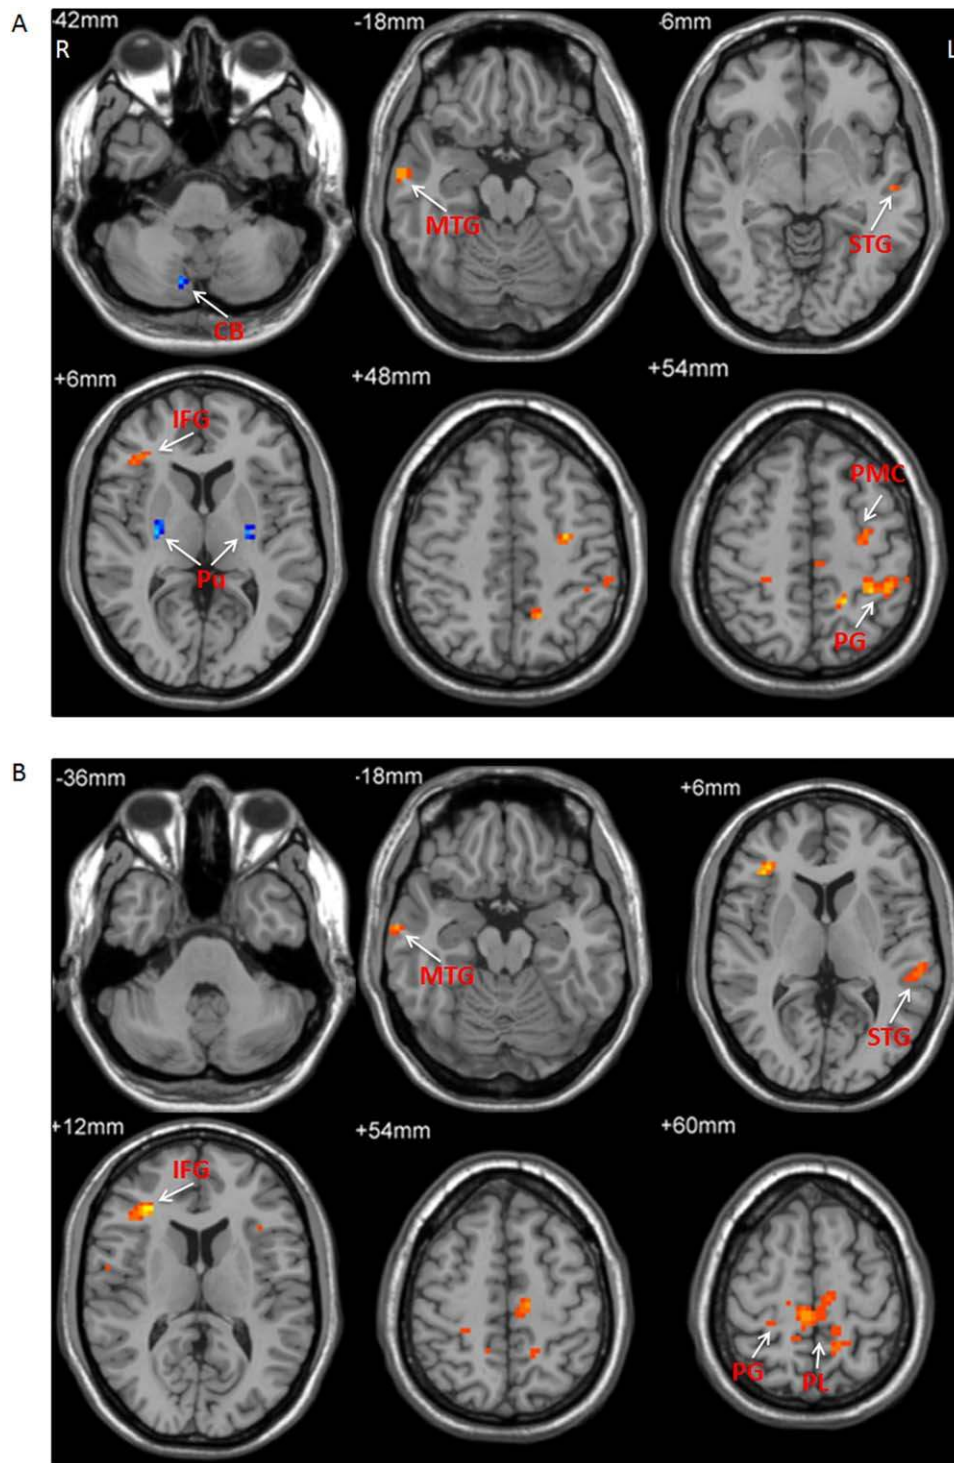 A
-42mm
-18mm
-6mm
R
L
MTG
STG
CB
+6mm
+48mm
+54mm
IFG
PMC
Pu
PG
B
-36mm
-18mm
+6mm
MTG
STG
+12mm
+54mm
+60mm
IFG
PG
PL